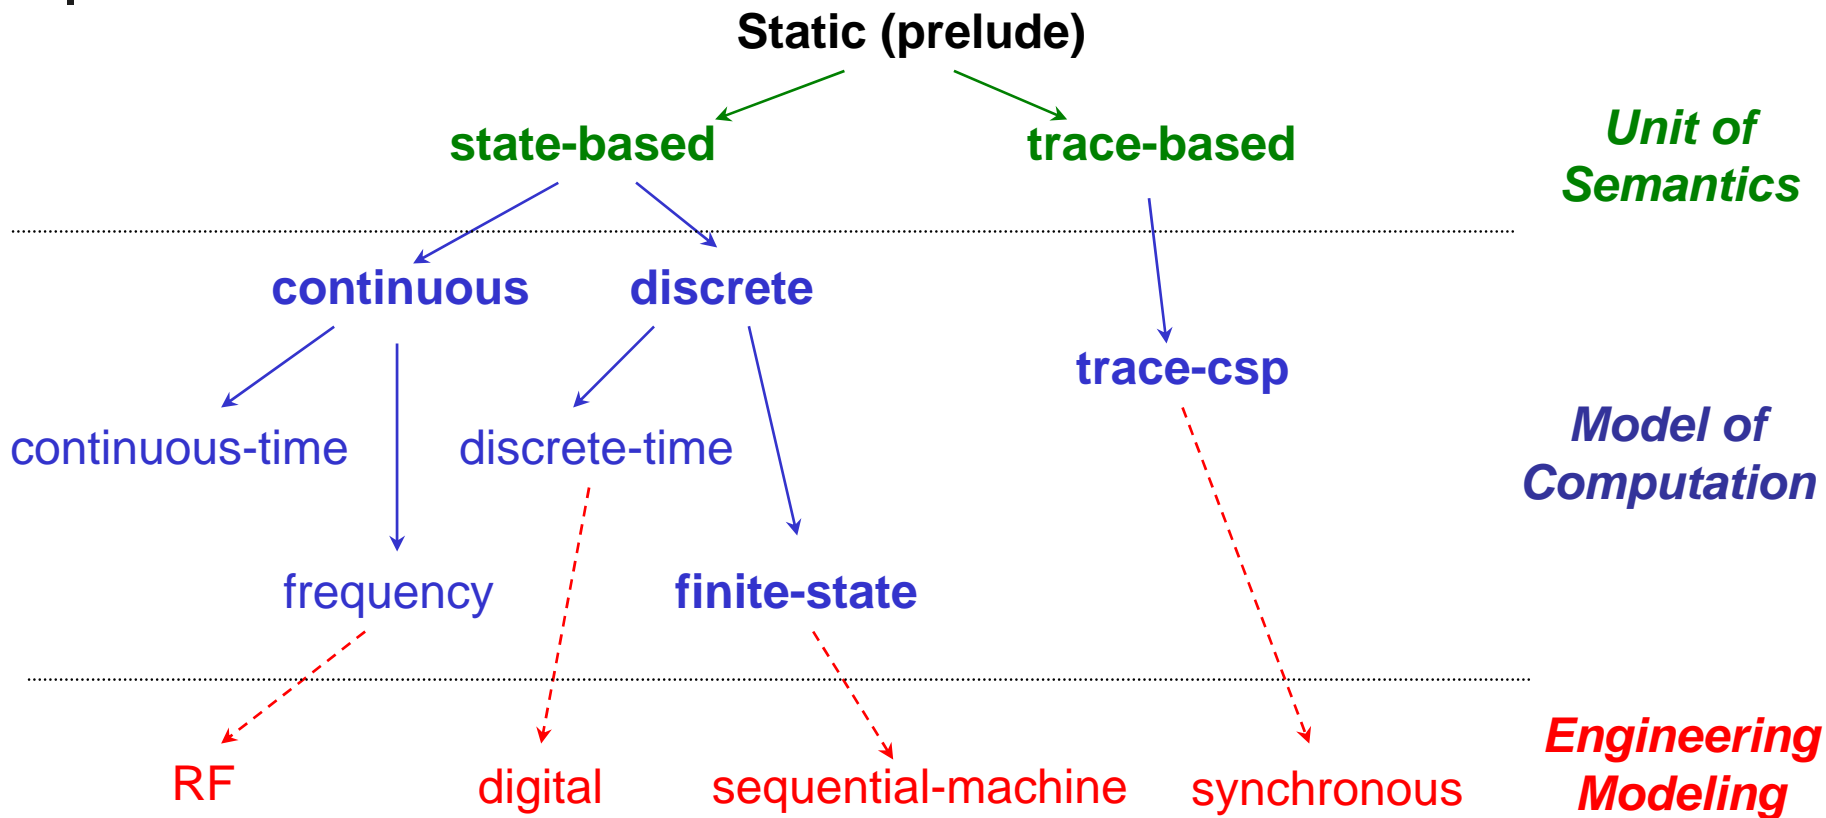 Static (prelude)
state-based
trace-based
Unit of
Semantics
continuous
discrete
trace-csp
continuous-time
discrete-time
Model of
Computation
frequency
finite-state
RF
digital
sequential-machine
synchronous
Engineering
Modeling